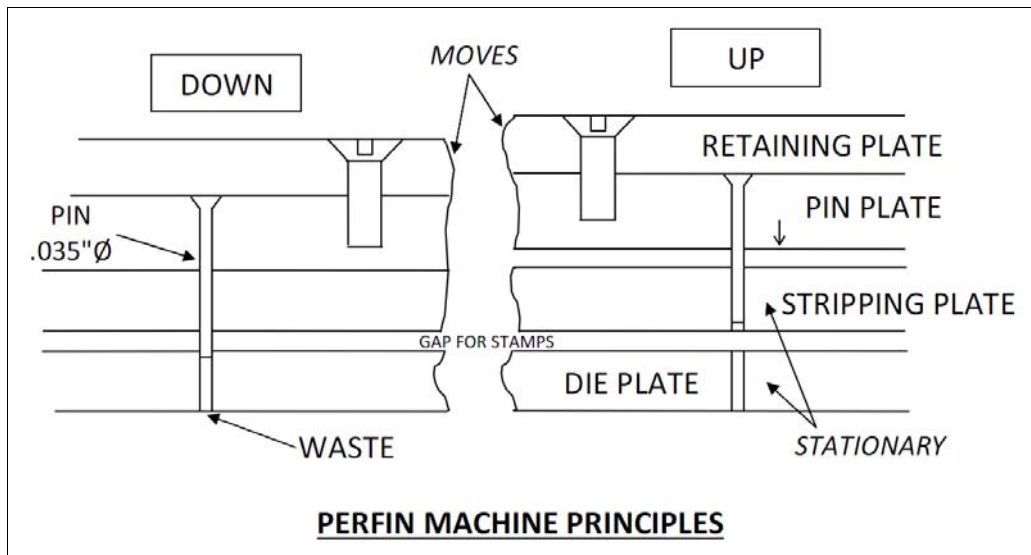 DOWN
MOVES
UP
RETAINING PLATE
PIN
.035"Ø
PIN PLATE
STRIPPING PLATE
GAP FOR STAMPS
DIE PLATE
WASTE
STATIONARY
PERFIN MACHINE PRINCIPLES